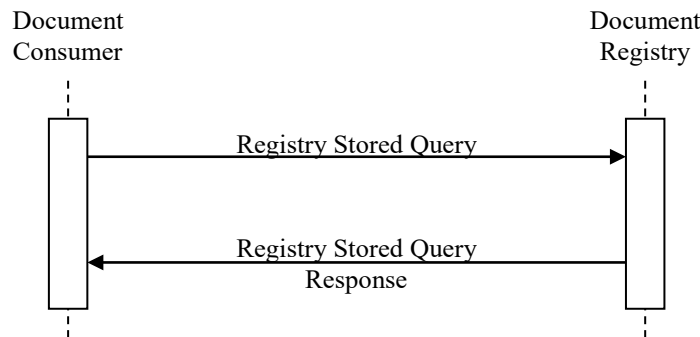 Document
Consumer
Document
Registry
Registry Stored Query
Registry Stored Query
Response